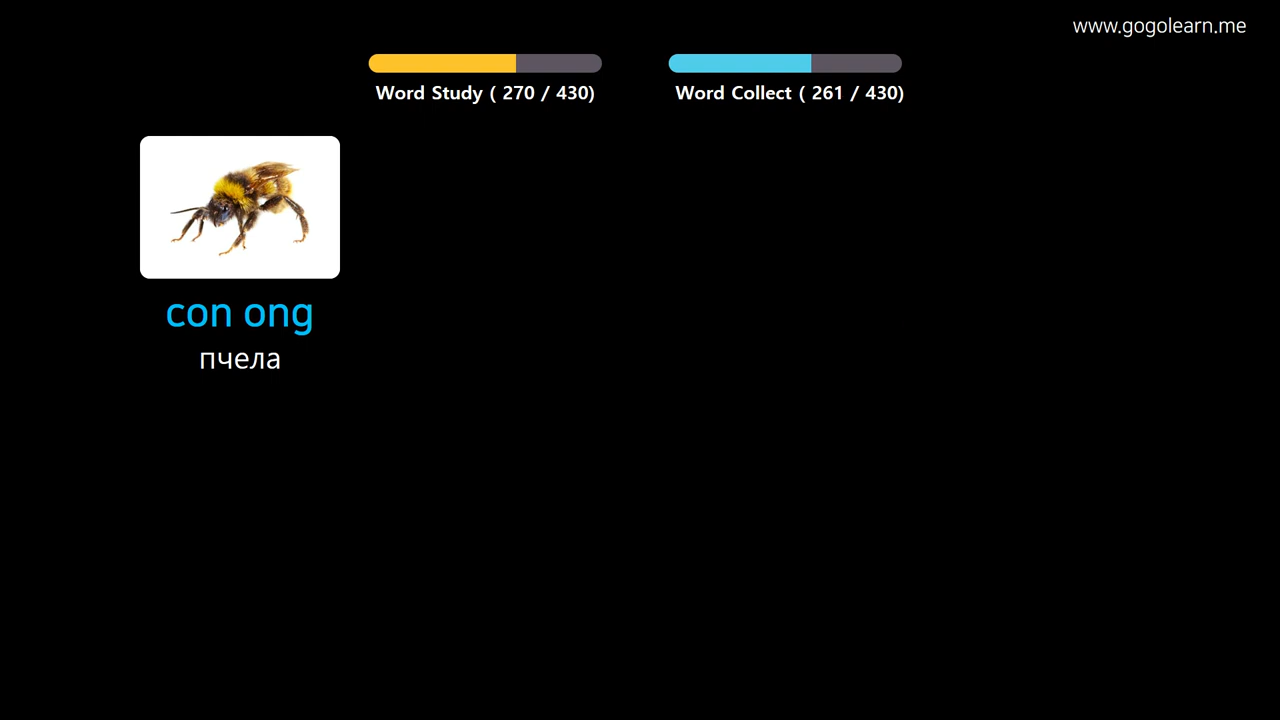 www.gogolearn.me
Word Study ( 270 / 430)
Word Collect ( 261 / 430)
con ong
пчела